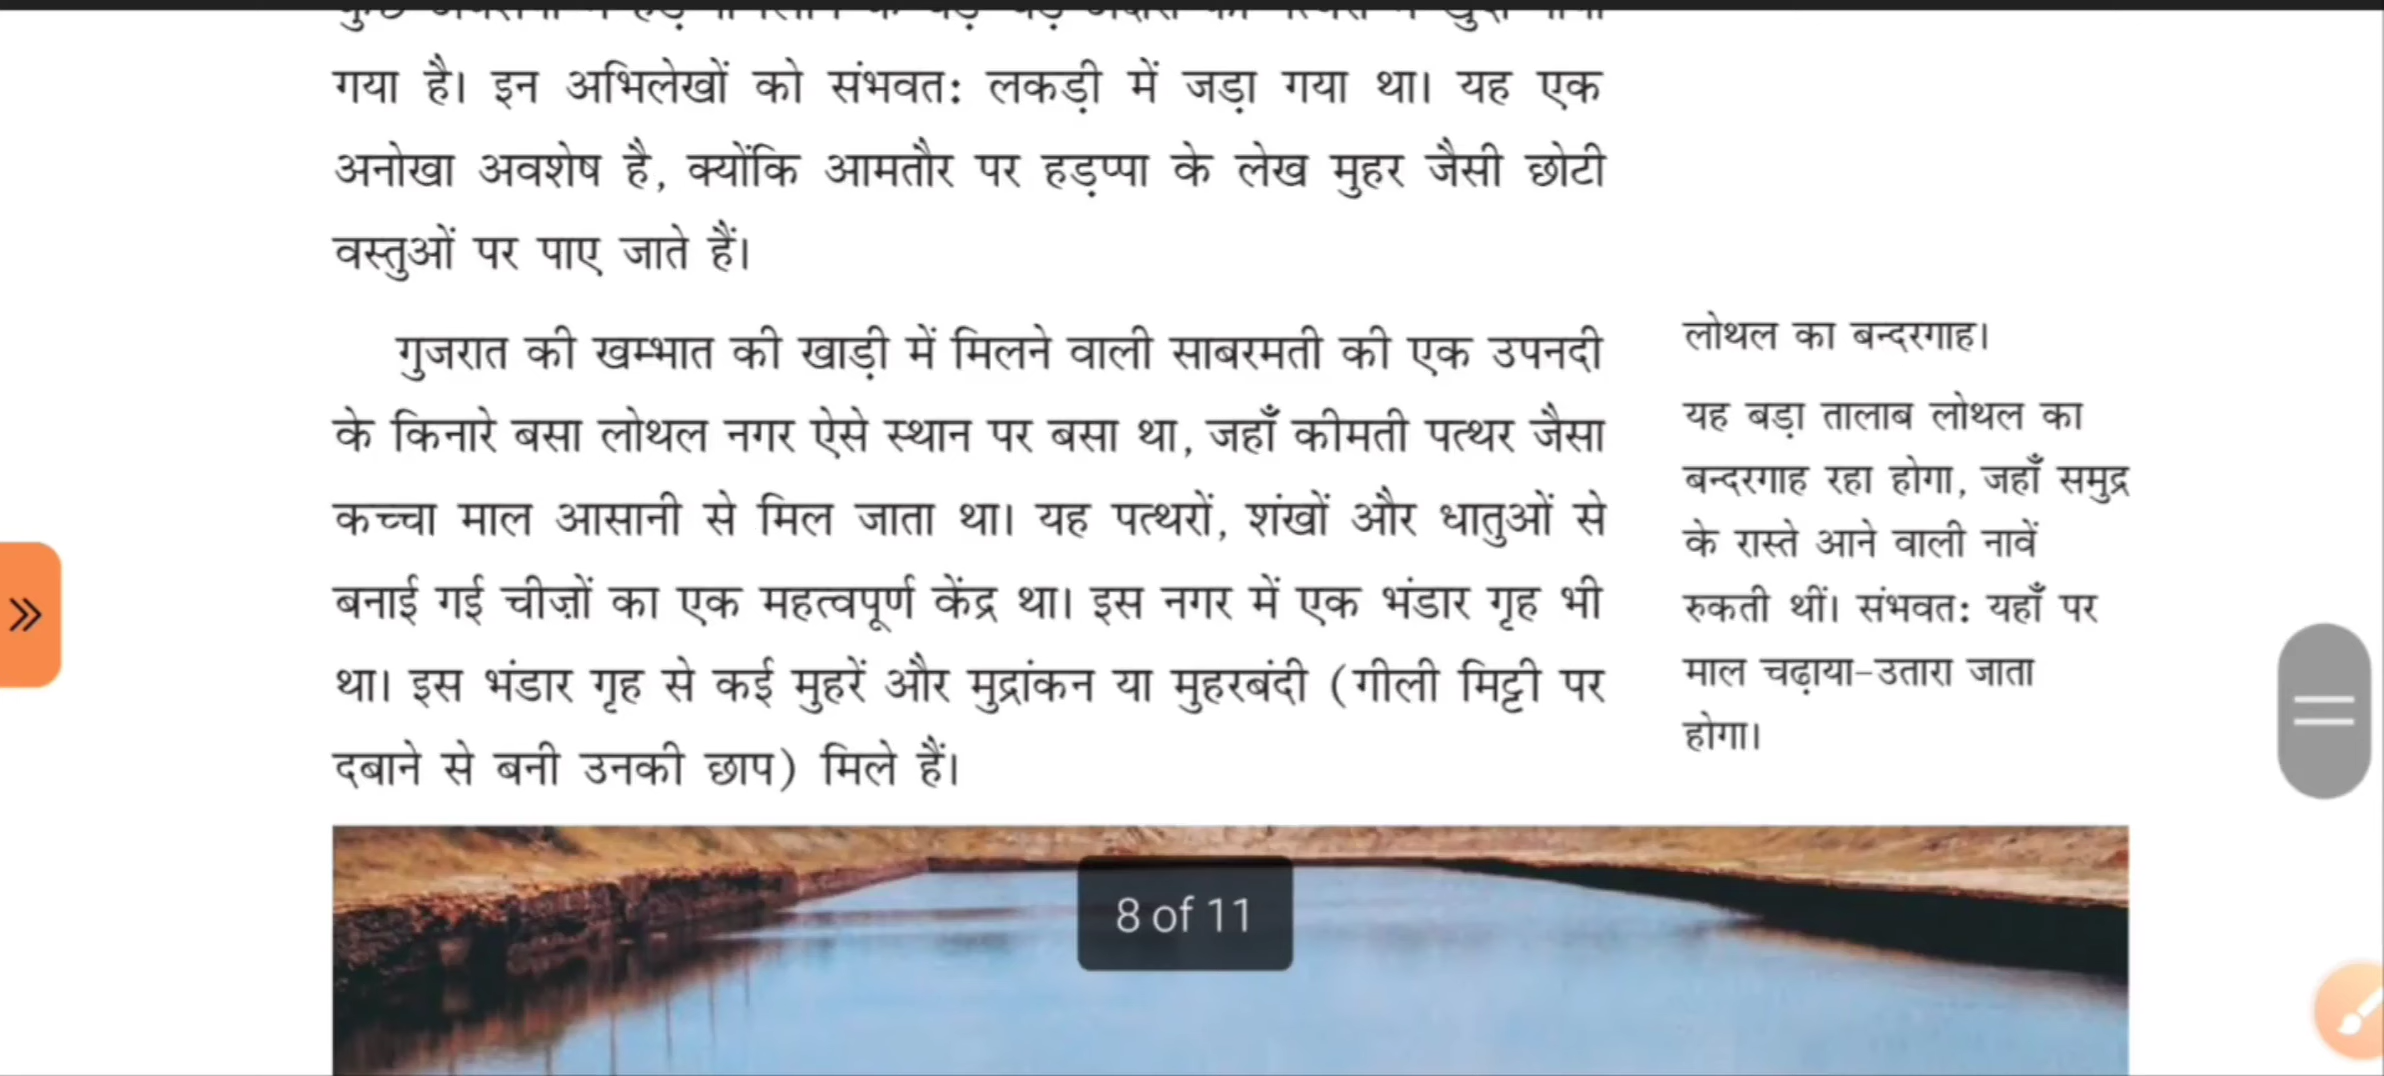 गया है। इन अभिलेखों को संभवतः लकड़ी में जड़ा गया था। यह एक
अनोखा अवशेष है, क्योंकि आमतौर पर हड़प्पा के लेख मुहर जैसी छोटी
वस्तुओं पर पाए जाते हैं।
गुजरात की खम्भात की खाड़ी में मिलने वाली साबरमती की एक उपनदी
के किनारे बसा लोथल नगर ऐसे स्थान पर बसा था, जहाँ कीमती पत्थर जैसा
कच्चा माल आसानी से मिल जाता था। यह पत्थरों, शंखों और धातुओं से
बनाई गई चीज़ों का एक महत्वपूर्ण केंद्र था। इस नगर में एक भंडार गृह भी
था। इस भंडार गृह से कई मुहरें और मुद्रांकन या मुहरबंदी (गीली मिट्टी पर
दबाने से बनी उनकी छाप) मिले हैं।
लोथल का बन्दरगाह।
यह बड़ा तालाब लोथल का
बन्दरगाह रहा होगा, जहाँ समुद्र
के रास्ते आने वाली नावें
रुकती थीं। संभवतः यहाँ पर
माल चढ़ाया-उतारा जाता
होगा।
8 of 11